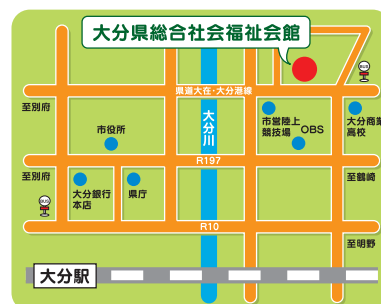 大分県総合社会福祉会館
BUS
県道大在・大分港線
至別府
市役所
大分川
市営陸上
競技場
OBS
大分商業
高校
R197
至別府
大分銀行
本店
県庁
至鶴崎
BUS
R10
至明野
大分駅